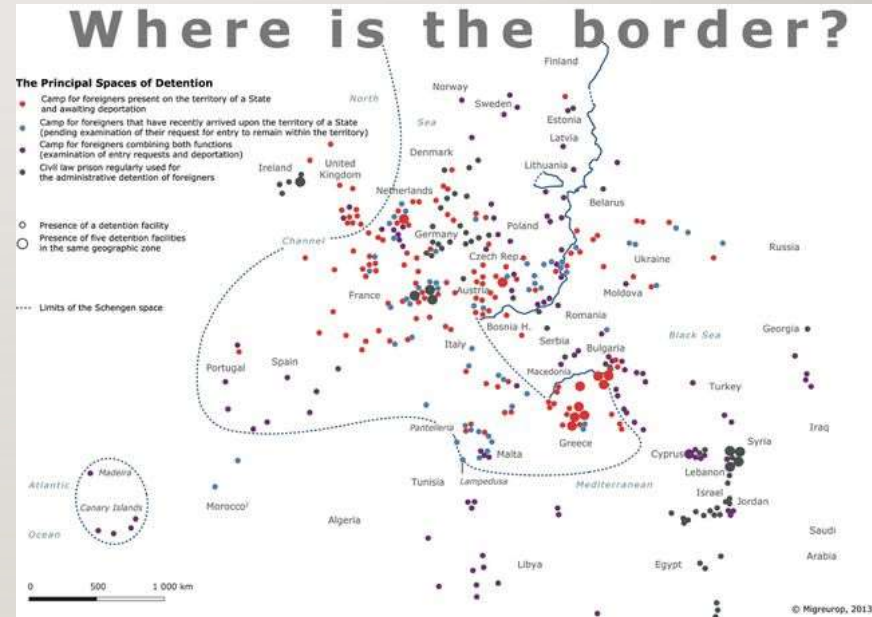 Where is the border?
The Principal Spaces of Detention
Camp for foreigners present on the territory of a State
and awaiting deportation
Camp for foreigners that have recently arrived upon the territory of a State
(pending examination of their request for entry to remain within the territory)
Camp for foreigners combining both functions
(examination of entry requests and deportation)
Civil law prison regularly used for
the administrative detention of foreigners
Presence of a detention facility
Presence of five detention facilities
in the same geographic zone
Limits of the Schengen space
Finland
Norway
North
Sweden
Sea
Estonia
Latvia
Denmark
Lithuania
Ireland
United
Kingdom
Netherlands
Belarus
Poland
Germany
Channel
Czech Rep.
Russia
Ukraine
France
Austria
Moldova
Romania
Bosnia H.
Black Sea
Georgia
Serbia
Italy
Bulgaria
Spain
Portugal
Macedonia
Turkey
Pantelleria
Iraq
Greece
Syria
Malta
Cyprus
Lebanon
Madeira
Tunisia
Lampedusa
Mediterranean
Atlantic
Israel
Jordan
Canary Islands
Morocco
Algeria
Ocean
Saudi
Arabia
Libya
Egypt
0 500 1 000 km
© Migreurop, 2013